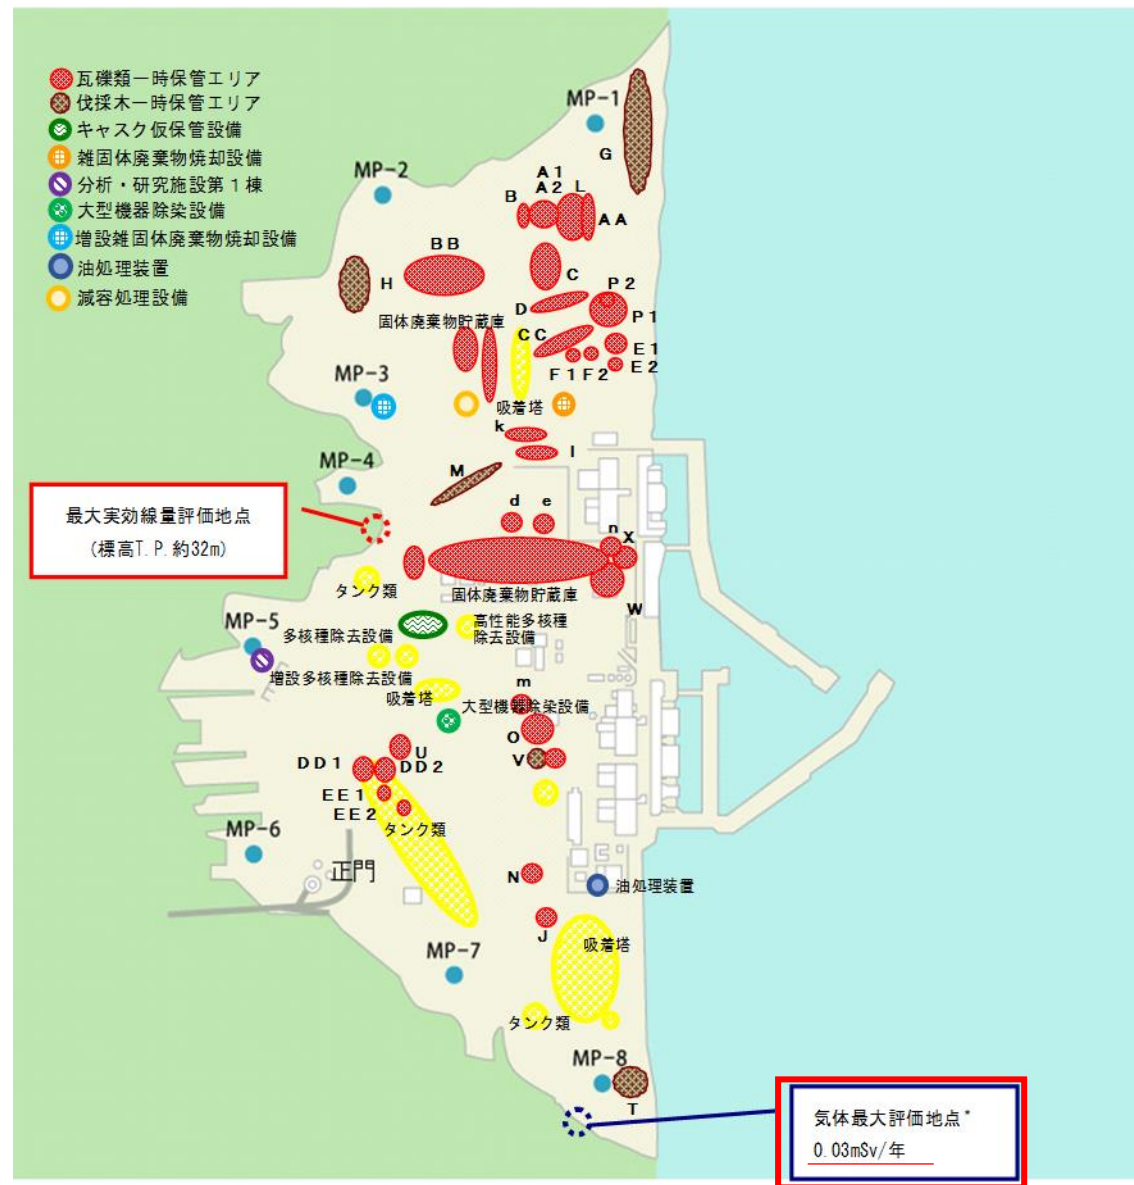 瓦礫類一時保管エリア
伐採木一時保管エリア
キャスク仮保管設備
雑固体廃棄物焼却設備
分析・研究施設第1棟
大型機器除染設備
増設雑固体廃棄物焼却設備
油処理装置
減容処理設備
MP-1
G
MP-2
A1
A2
L
B
AA
BB
H
C
P2
D
P1
固体廃棄物貯蔵庫
CC
E1
E2
F1
F2
MP-3
吸着塔
k
l
MP-4
M
最大実効線量評価地点
(標高T.P.約32m)
d
e
n
X
タンク類
固体廃棄物貯蔵庫
W
MP-5
高性能多核種
除去設備
多核種除去設備
増設多核種除去設備
m
吸着塔
大型機器除染設備
O
U
V
DD1
DD2
EE1
EE2
タンク類
MP-6
正門
N
油処理装置
J
吸着塔
MP-7
タンク類
MP-8
T
気体最大評価地点*
0.03mSv/年